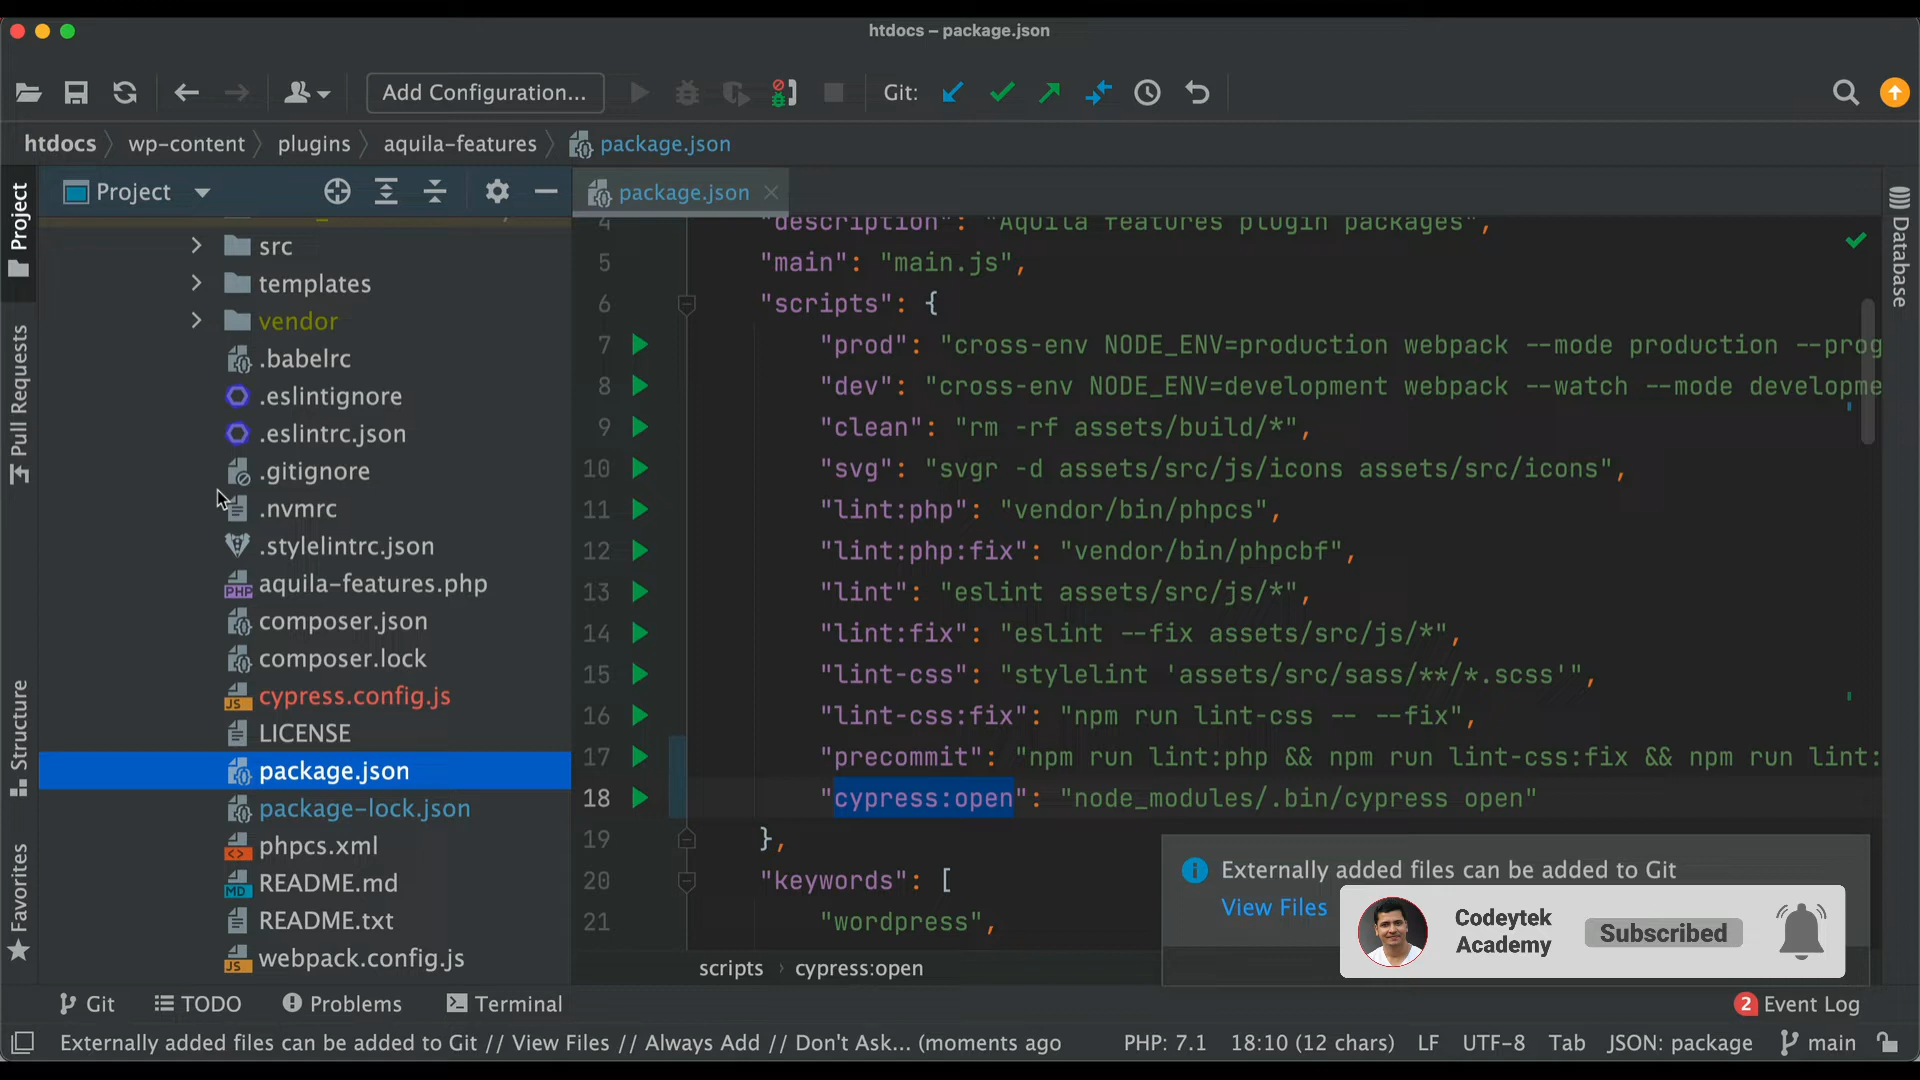 htdocs – package.json
Add Configuration...
Git:
htdocs
wp-content
plugins
aquila-features
package.json
Project
Pull Requests
Structure
Favorites
Project
src
templates
vendor
.babelrc
.eslintignore
.eslintrc.json
.gitignore
.nvmrc
.stylelintrc.json
aquila-features.php
composer.json
composer.lock
cypress.config.js
LICENSE
package.json
package-lock.json
phpcs.xml
README.md
README.txt
webpack.config.js
package.json
4 "description": "Aquila features plugin packages",
5 "main": "main.js",
6 "scripts": {
7 "prod": "cross-env NODE_ENV=production webpack --mode production --prog
8 "dev": "cross-env NODE_ENV=development webpack --watch --mode developme
9 "clean": "rm -rf assets/build/*",
10 "svg": "svgr -d assets/src/js/icons assets/src/icons",
11 "lint:php": "vendor/bin/phpcs",
12 "lint:php:fix": "vendor/bin/phpcbf",
13 "lint": "eslint assets/src/js/*",
14 "lint:fix": "eslint --fix assets/src/js/*",
15 "lint-css": "stylelint 'assets/src/sass/**/*.scss'",
16 "lint-css:fix": "npm run lint-css -- --fix",
17 "precommit": "npm run lint:php && npm run lint-css:fix && npm run lint:
18 "cypress:open": "node_modules/.bin/cypress open"
19 },
20 "keywords": [
21 "wordpress",
scripts › cypress:open
Database
Externally added files can be added to Git
View Files
Codeytek
Academy
Subscribed
Git
TODO
Problems
Terminal
2 Event Log
Externally added files can be added to Git // View Files // Always Add // Don't Ask... (moments ago
PHP: 7.1
18:10 (12 chars)
LF
UTF-8
Tab
JSON: package
main